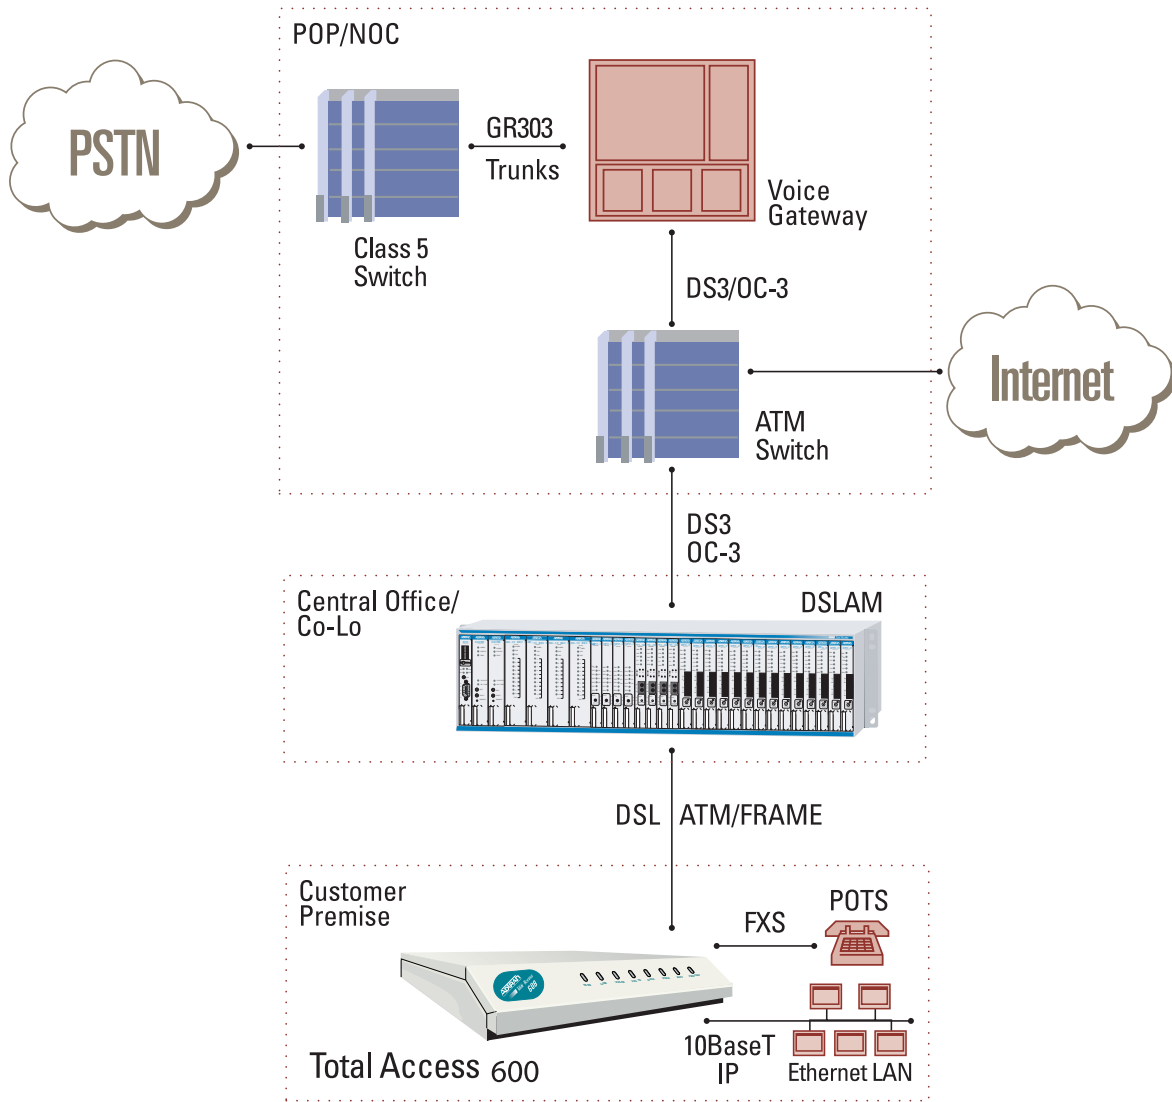 POP/NOC
PSTN
GR303
Trunks
Class 5
Switch
Voice
Gateway
DS3/OC-3
Internet
ATM
Switch
DS3
OC-3
Central Office/
Co-Lo
DSLAM
DSL
ATM/FRAME
Customer
Premise
POTS
FXS
600
10BaseT
IP
Ethernet LAN
Total Access 600